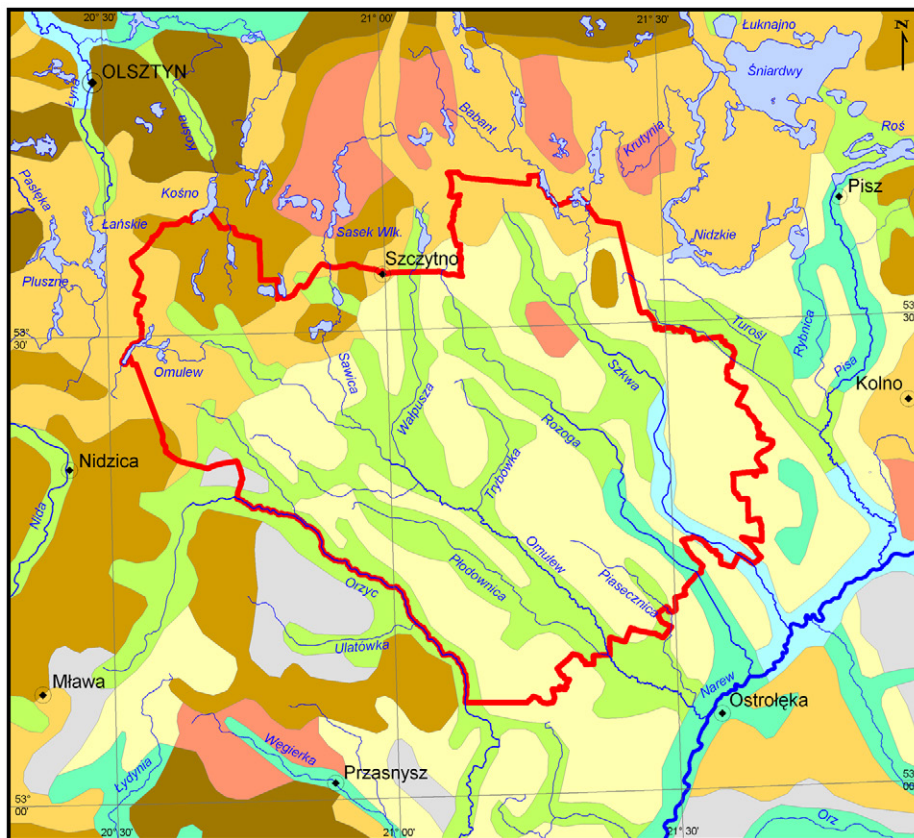 20° 30'
21° 00'
21° 30'
N
Łuknajno
Śniardwy
OLSZTYN
Łyna
Kośna
Babant
Krutynia
Roś
Pasłęka
Kośno
Pisz
Łańskie
Sasek Wlk.
Nidzkie
Pluszne
Szczytno
53°
53° 30'
30'
Turośl
Rybnica
Pisa
Omulew
Sawica
Szkwa
Kolno
Wałpusza
Rozoga
Nidzica
Trybówka
Nida
Omulew
Płodownica
Piasecznica
Orzyc
Ulatówka
Mława
Narew
Ostrołęka
Węgierka
Łydynia
Przasnysz
53°
00'
53°
00'
20° 30'
21° 00'
21° 30'
Orz